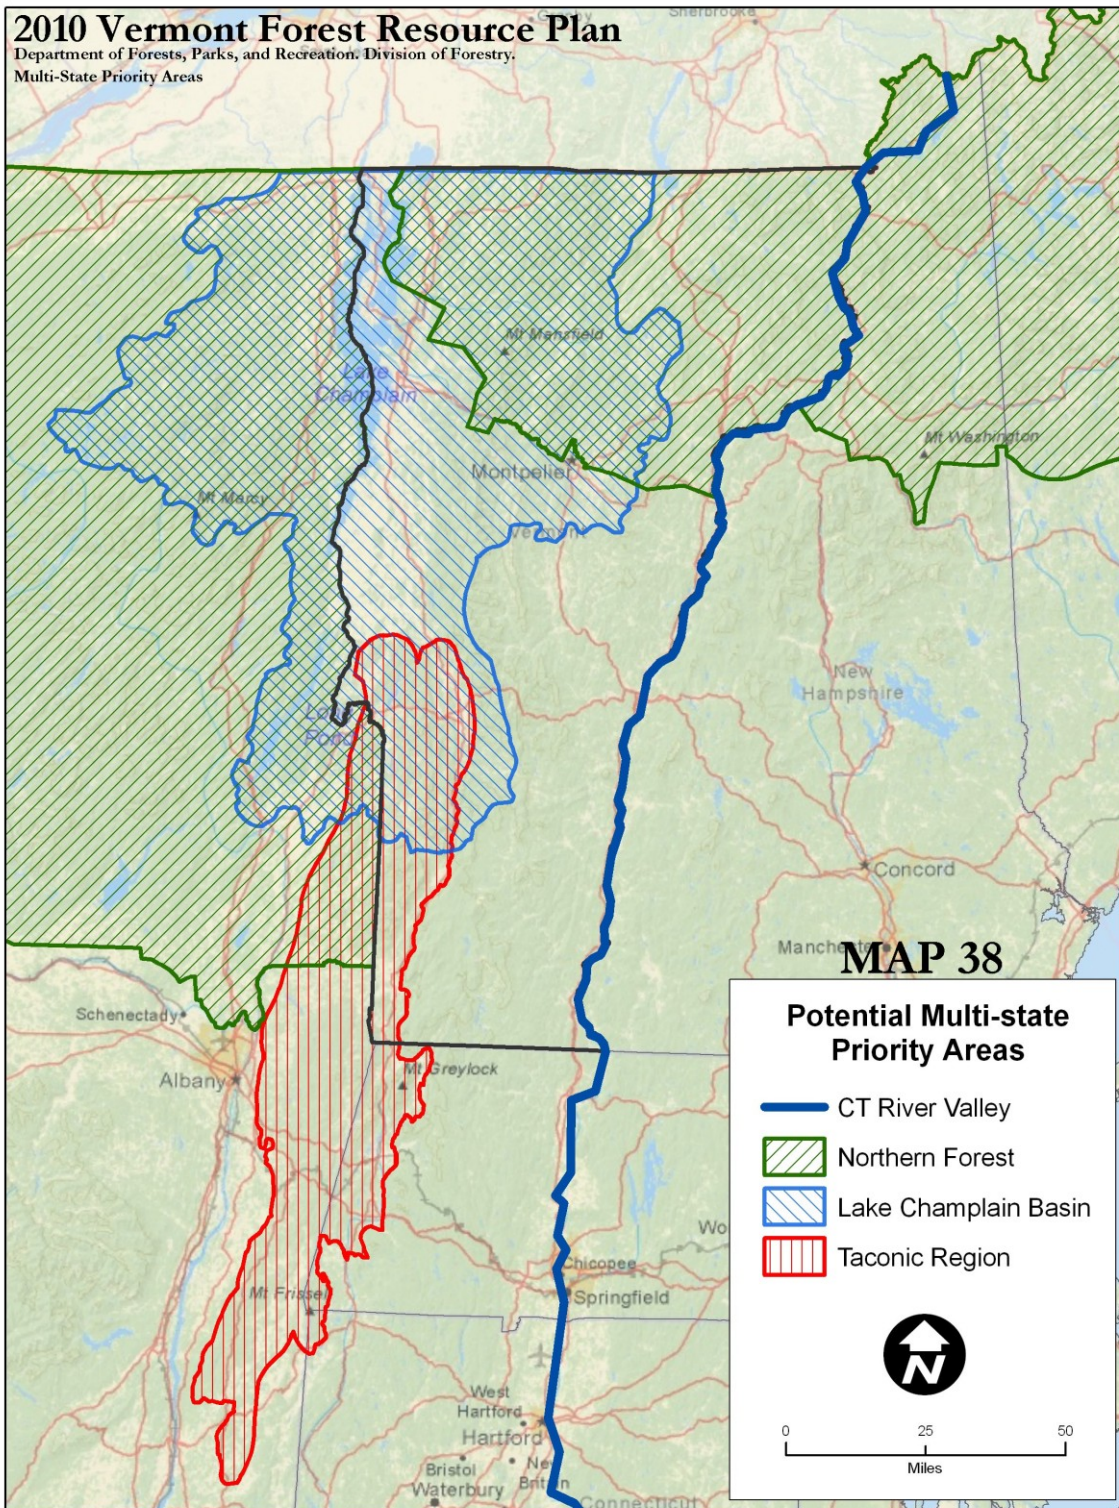 2010 Vermont Forest Resource Plan
Department of Forests, Parks, and Recreation. Division of Forestry.
Multi-State Priority Areas
Granby
Sherbrooke
Mt Mansfield
Lake
Champlain
Mt Washington
Montpelier
Mt Marcy
Vermont
New
Hampshire
Concord
Manchester
MAP 38
Schenectady
Albany
Mt Greylock
Potential Multi-state
Priority Areas
CT River Valley
Northern Forest
Lake Champlain Basin
Taconic Region
Chicopee
Springfield
Mt Frissell
N
West
Hartford
Hartford
New
Britain
Bristol
Waterbury
Connecticut
0 25 50
Miles